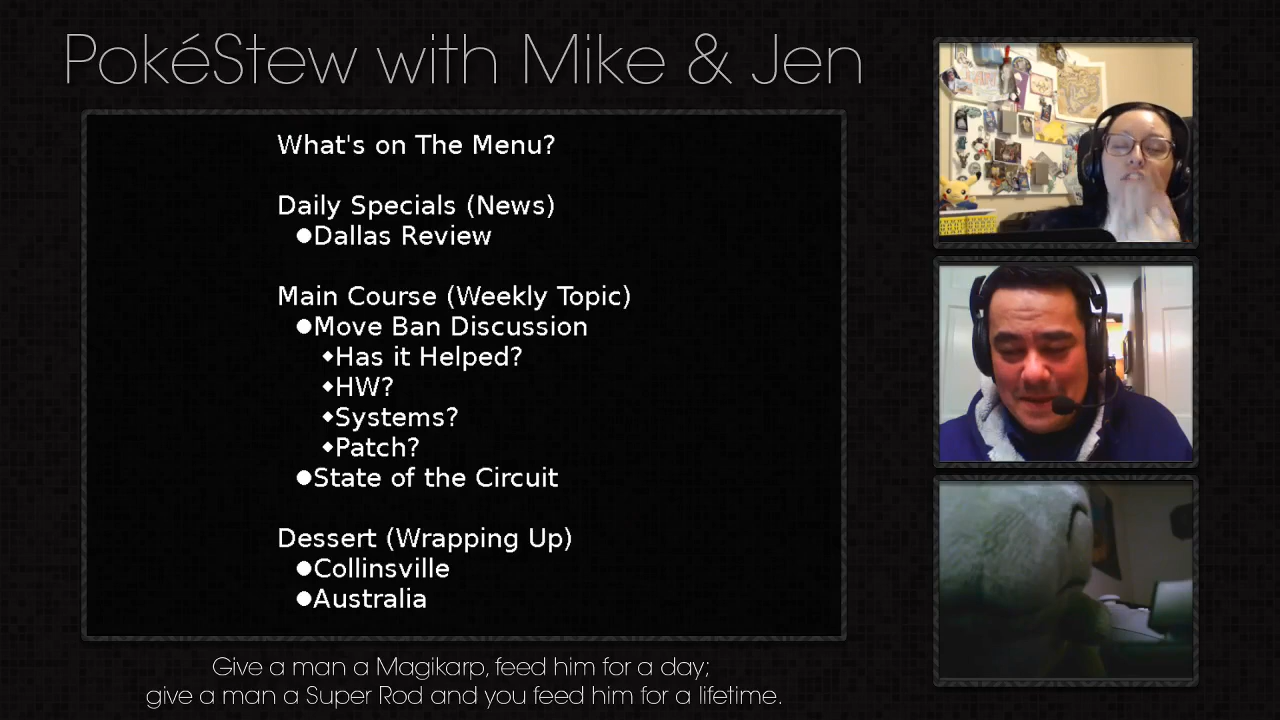 PokéStew with Mike & Jen
What's on The Menu?
Daily Specials (News)
●Dallas Review
Main Course (Weekly Topic)
●Move Ban Discussion
◆Has it Helped?
◆HW?
◆Systems?
◆Patch?
●State of the Circuit
Dessert (Wrapping Up)
●Collinsville
●Australia
Give a man a Magikarp, feed him for a day;
give a man a Super Rod and you feed him for a lifetime.